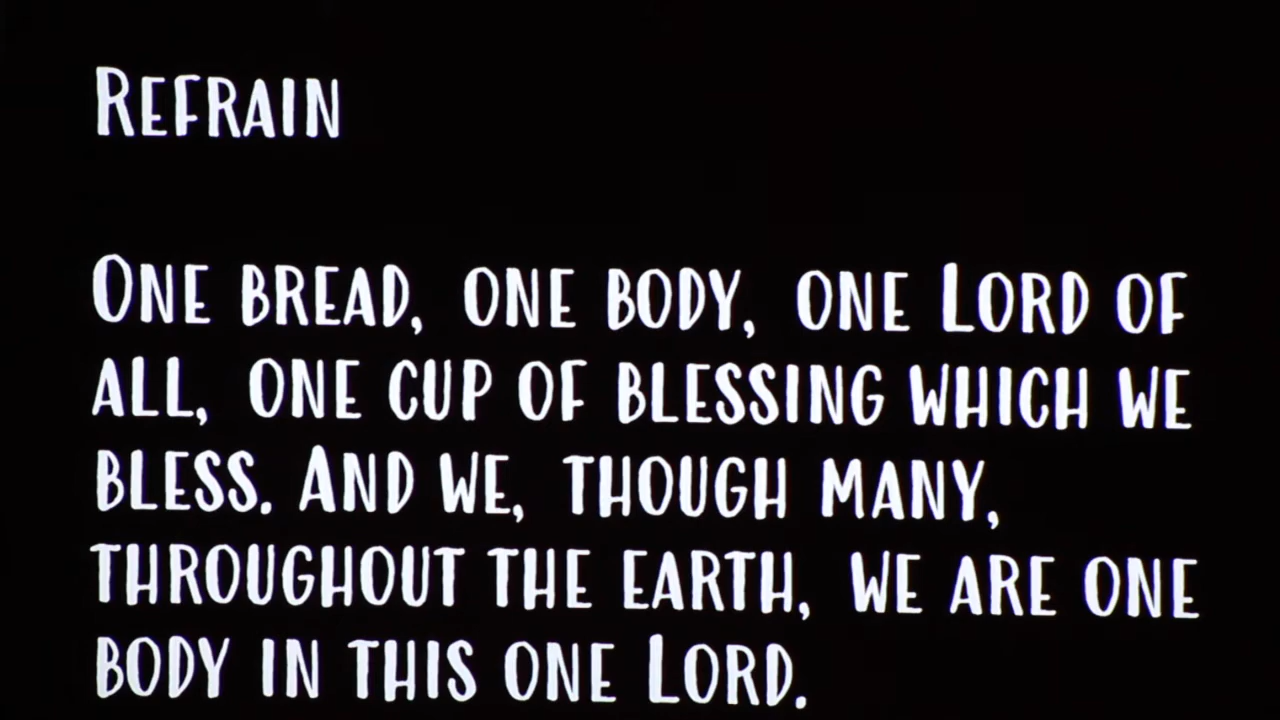 Refrain
One bread, one body, one Lord of
all, one cup of blessing which we
bless. And we, though many,
throughout the earth, we are one
body in this one Lord.